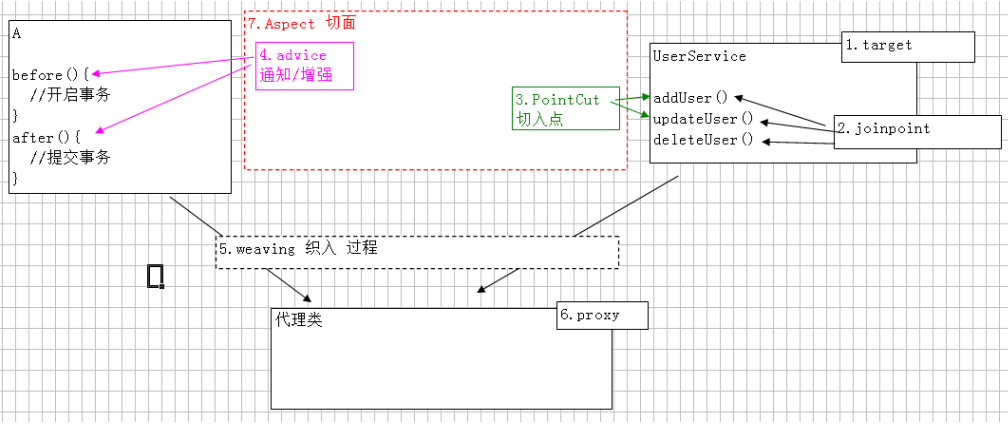 A
before(){
//开启事务
}
after(){
//提交事务
}
7.Aspect 切面
4.advice
通知/增强
3.PointCut
切入点
1.target
UserService
addUser()
updateUser()
deleteUser()
2.joinpoint
5.weaving 织入 过程
代理类
6.proxy